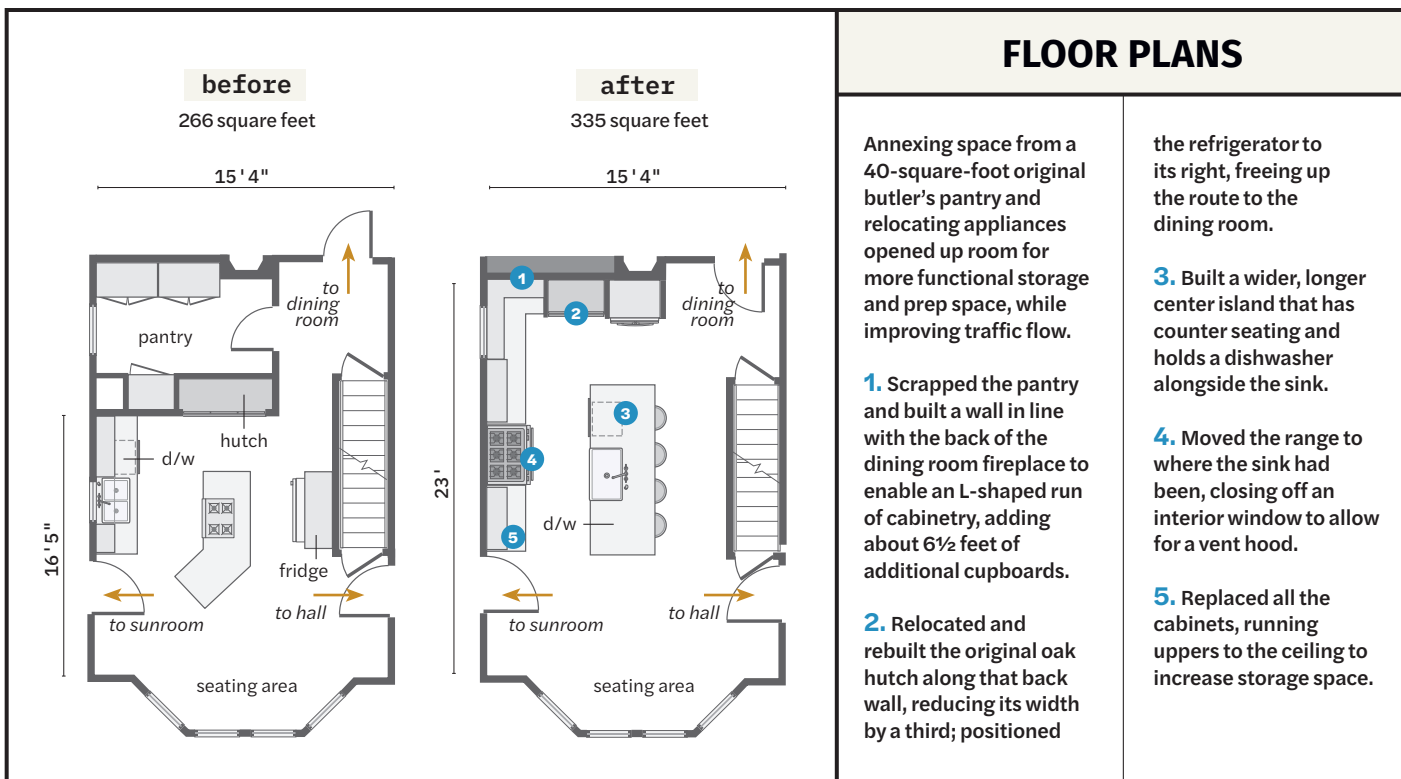 before
266 square feet
15'4"
to
dining
room
pantry
hutch
d/w
16'5"
fridge
to sunroom
to hall
seating area
after
335 square feet
15'4"
1
2
to
dining
room
3
4
23'
d/w
5
to sunroom
to hall
seating area
FLOOR PLANS
Annexing space from a
40-square-foot original
butler’s pantry and
relocating appliances
opened up room for
more functional storage
and prep space, while
improving traffic flow.
1. Scrapped the pantry
and built a wall in line
with the back of the
dining room fireplace to
enable an L-shaped run
of cabinetry, adding
about 6½ feet of
additional cupboards.
2. Relocated and
rebuilt the original oak
hutch along that back
wall, reducing its width
by a third; positioned
the refrigerator to
its right, freeing up
the route to the
dining room.
3. Built a wider, longer
center island that has
counter seating and
holds a dishwasher
alongside the sink.
4. Moved the range to
where the sink had
been, closing off an
interior window to allow
for a vent hood.
5. Replaced all the
cabinets, running
uppers to the ceiling to
increase storage space.